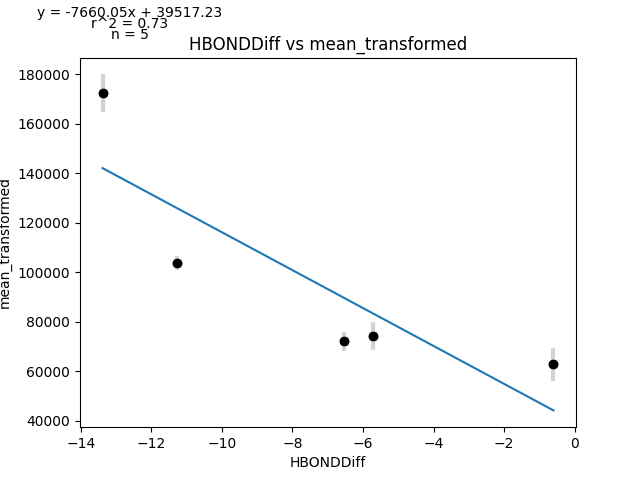 y = -7660.05x + 39517.23
r^2 = 0.73
n = 5
HBONDDiff vs mean_transformed
180000
160000
140000
120000
100000
80000
60000
40000
mean_transformed
−14
−12
−10
−8
−6
−4
−2
0
HBONDDiff